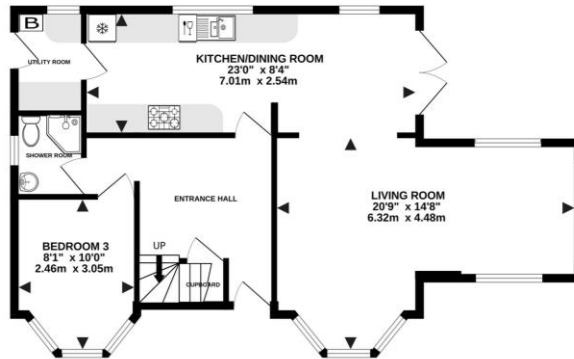 B
KITCHEN/DINING ROOM
23'0" x 8'4"
7.01m x 2.54m
UTILITY ROOM
SHOWER ROOM
ENTRANCE HALL
LIVING ROOM
20'9" x 14'8"
6.32m x 4.48m
BEDROOM 3
8'1" x 10'0"
2.46m x 3.05m
UP
CUPBOARD